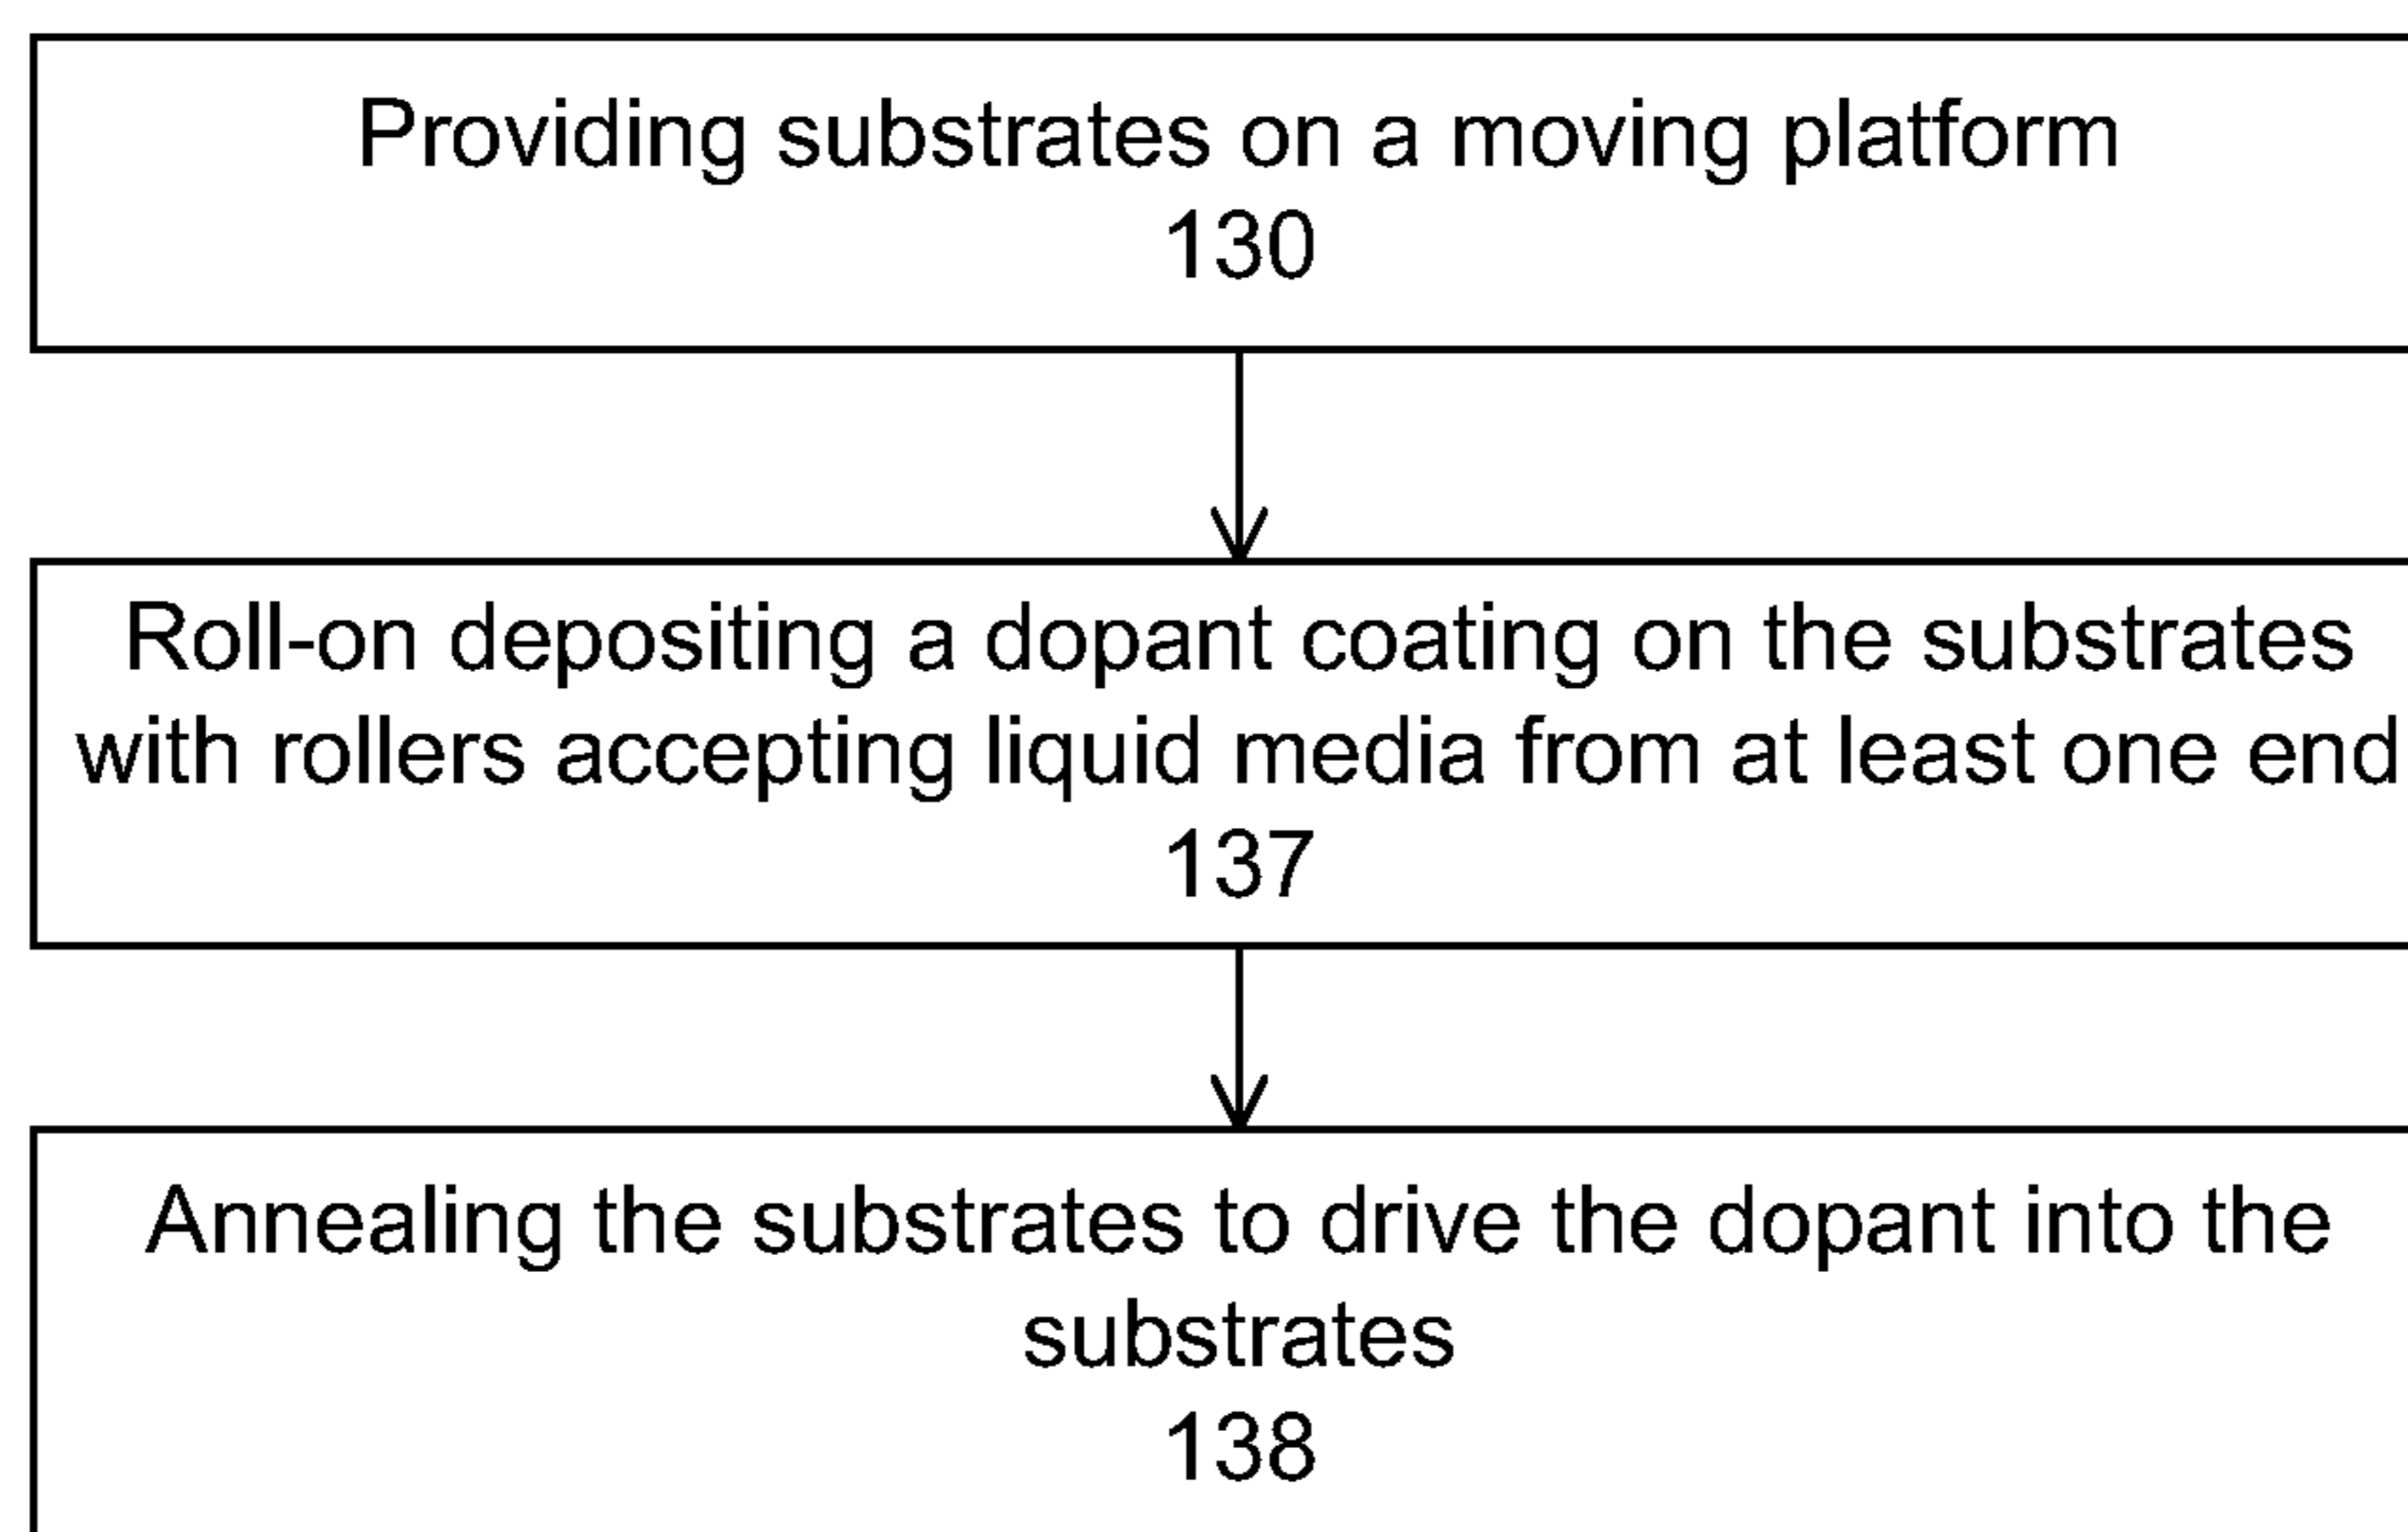 Providing substrates on a moving platform
130
Roll-on depositing a dopant coating on the substrates
with rollers accepting liquid media from at least one end
137
Annealing the substrates to drive the dopant into the
substrates
138